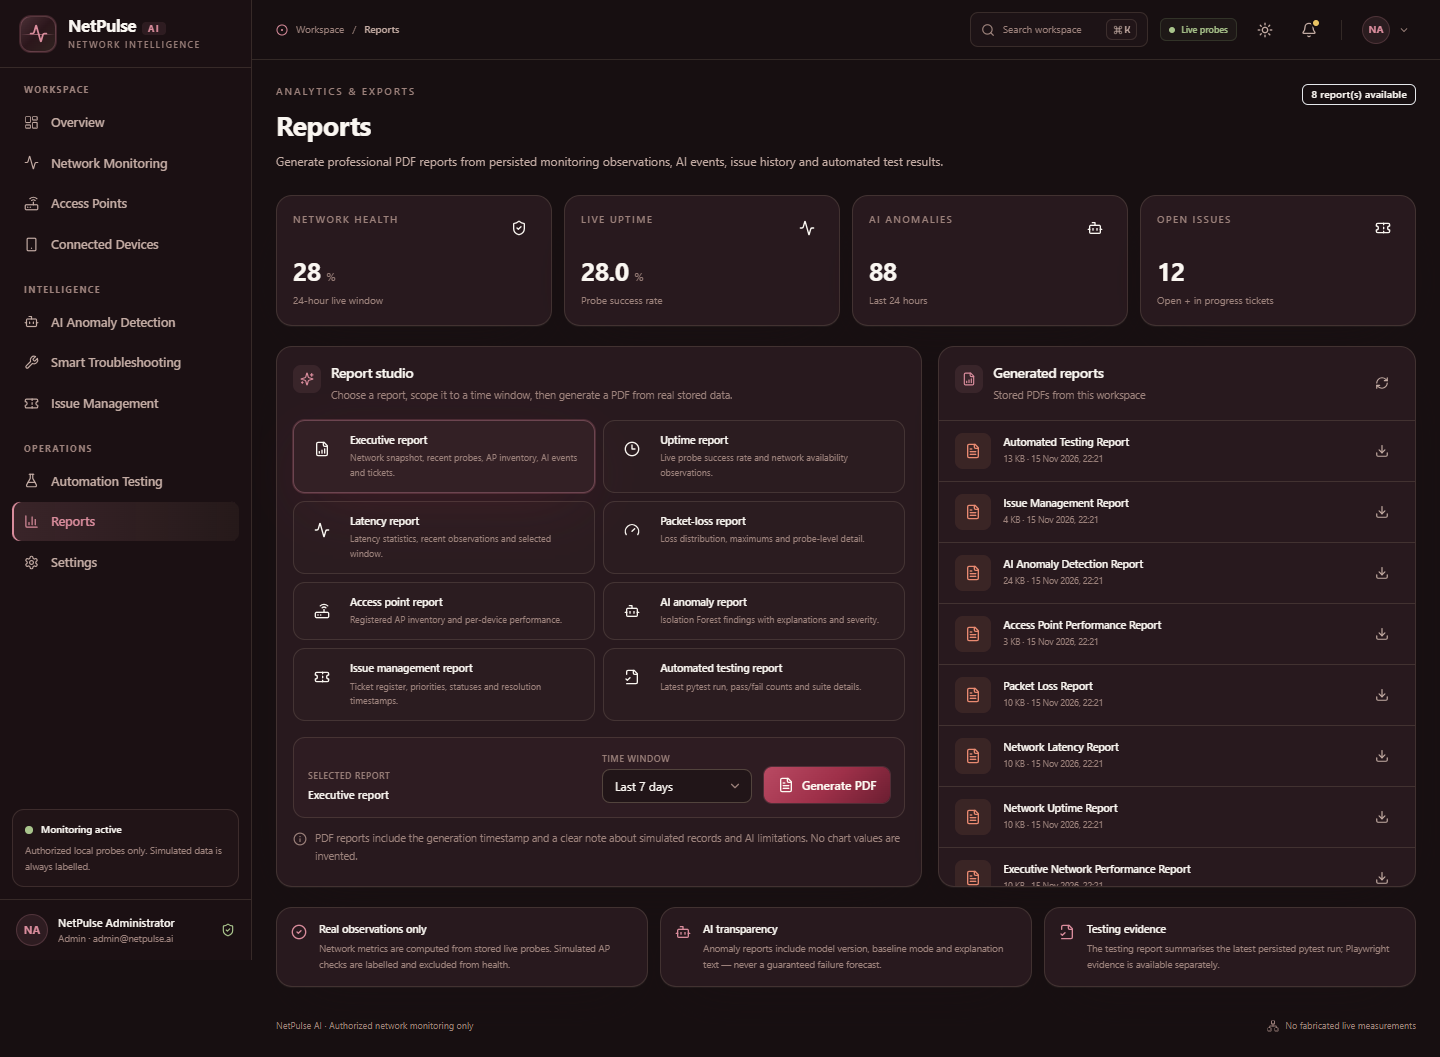 NetPulse AI
NETWORK INTELLIGENCE
WORKSPACE
Overview
Network Monitoring
Access Points
Connected Devices
INTELLIGENCE
AI Anomaly Detection
Smart Troubleshooting
Issue Management
OPERATIONS
Automation Testing
Reports
Settings
Monitoring active
Authorized local probes only. Simulated data is
always labelled.
NA
NetPulse Administrator
Admin · admin@netpulse.ai
Workspace / Reports
Search workspace
⌘K
Live probes
NA
ANALYTICS & EXPORTS
8 report(s) available
Reports
Generate professional PDF reports from persisted monitoring observations, AI events, issue history and automated test results.
NETWORK HEALTH
28 %
24-hour live window
LIVE UPTIME
28.0 %
Probe success rate
AI ANOMALIES
88
Last 24 hours
OPEN ISSUES
12
Open + in progress tickets
Report studio
Choose a report, scope it to a time window, then generate a PDF from real stored data.
Executive report
Network snapshot, recent probes, AP inventory, AI events
and tickets.
Uptime report
Live probe success rate and network availability
observations.
Latency report
Latency statistics, recent observations and selected
window.
Packet-loss report
Loss distribution, maximums and probe-level detail.
Access point report
Registered AP inventory and per-device performance.
AI anomaly report
Isolation Forest findings with explanations and severity.
Issue management report
Ticket register, priorities, statuses and resolution
timestamps.
Automated testing report
Latest pytest run, pass/fail counts and suite details.
SELECTED REPORT
Executive report
TIME WINDOW
Last 7 days
Generate PDF
PDF reports include the generation timestamp and a clear note about simulated records and AI limitations. No chart values are
invented.
Generated reports
Stored PDFs from this workspace
Automated Testing Report
13 KB · 15 Nov 2026, 22:21
Issue Management Report
4 KB · 15 Nov 2026, 22:21
AI Anomaly Detection Report
24 KB · 15 Nov 2026, 22:21
Access Point Performance Report
3 KB · 15 Nov 2026, 22:21
Packet Loss Report
10 KB · 15 Nov 2026, 22:21
Network Latency Report
10 KB · 15 Nov 2026, 22:21
Network Uptime Report
10 KB · 15 Nov 2026, 22:21
Executive Network Performance Report
10 KB · 15 Nov 2026, 22:21
Real observations only
Network metrics are computed from stored live probes. Simulated AP
checks are labelled and excluded from health.
AI transparency
Anomaly reports include model version, baseline mode and explanation
text — never a guaranteed failure forecast.
Testing evidence
The testing report summarises the latest persisted pytest run; Playwright
evidence is available separately.
NetPulse AI · Authorized network monitoring only
No fabricated live measurements